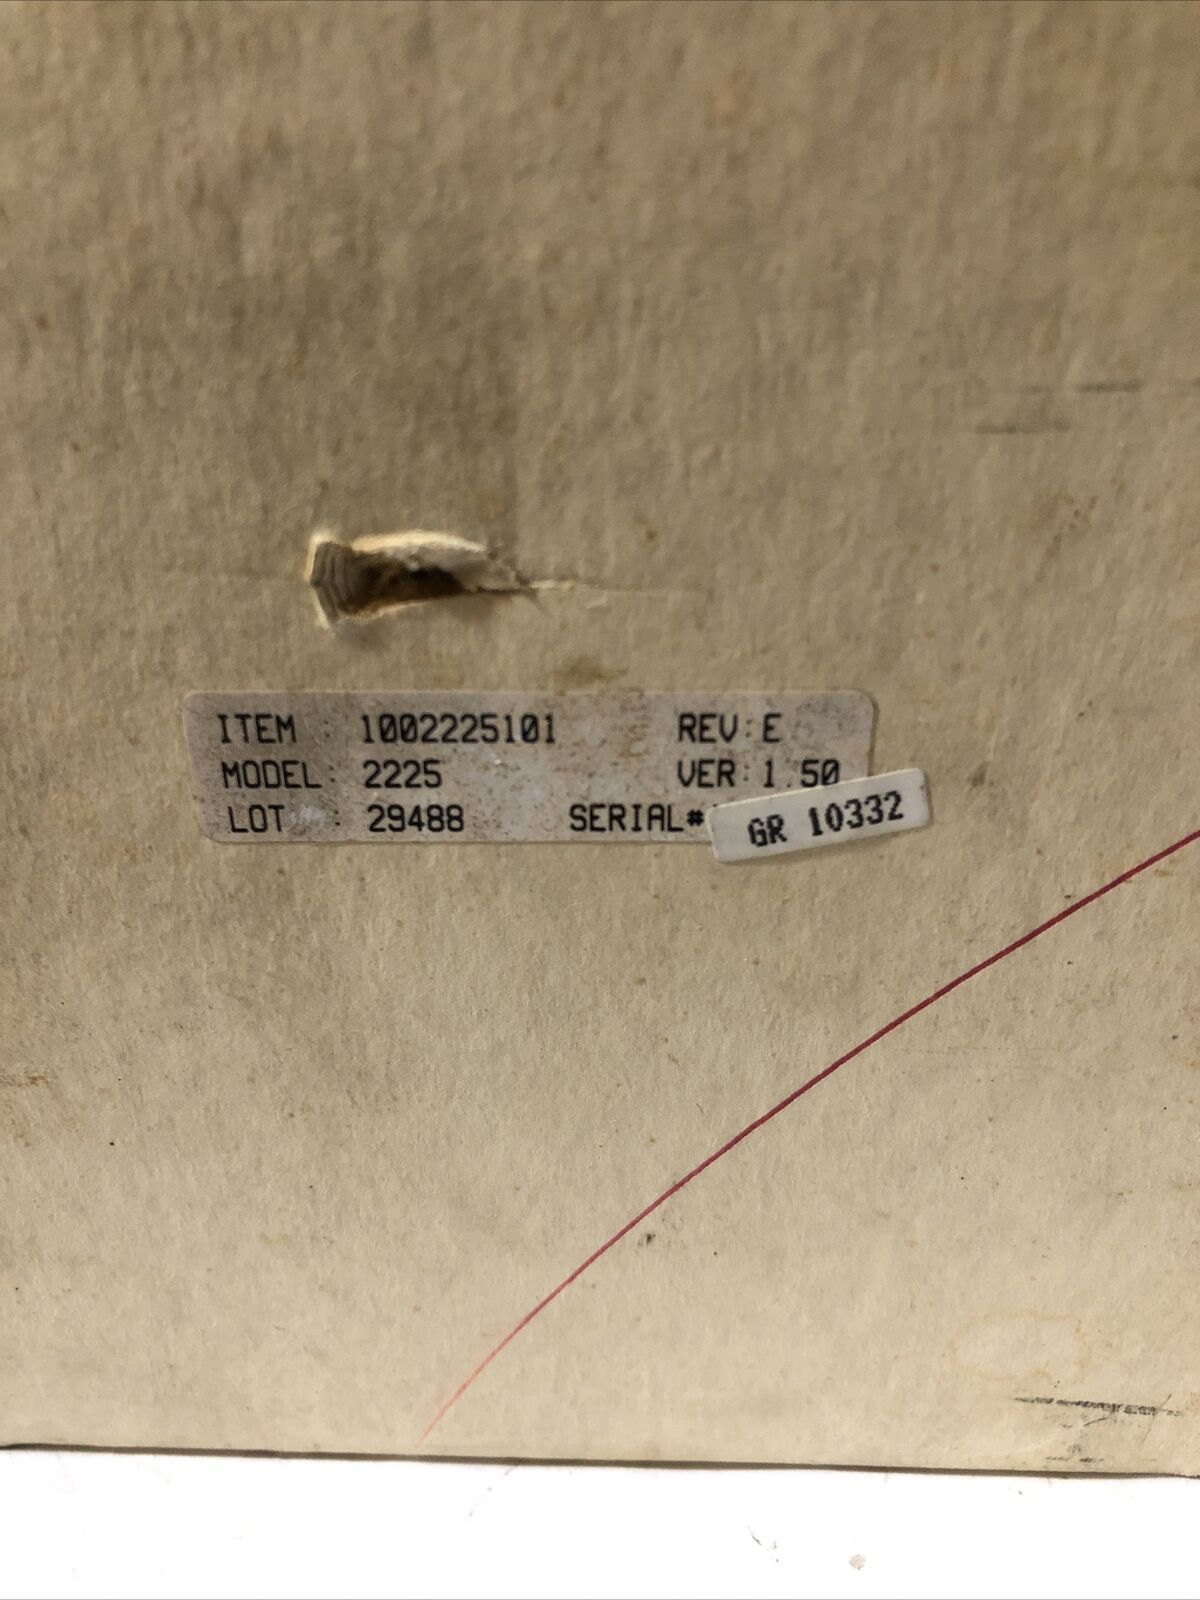 ITEM : 1002225101 REV: E
MODEL: 2225 VER: 1.50
LOT : 29488 SERIAL# GR 10332